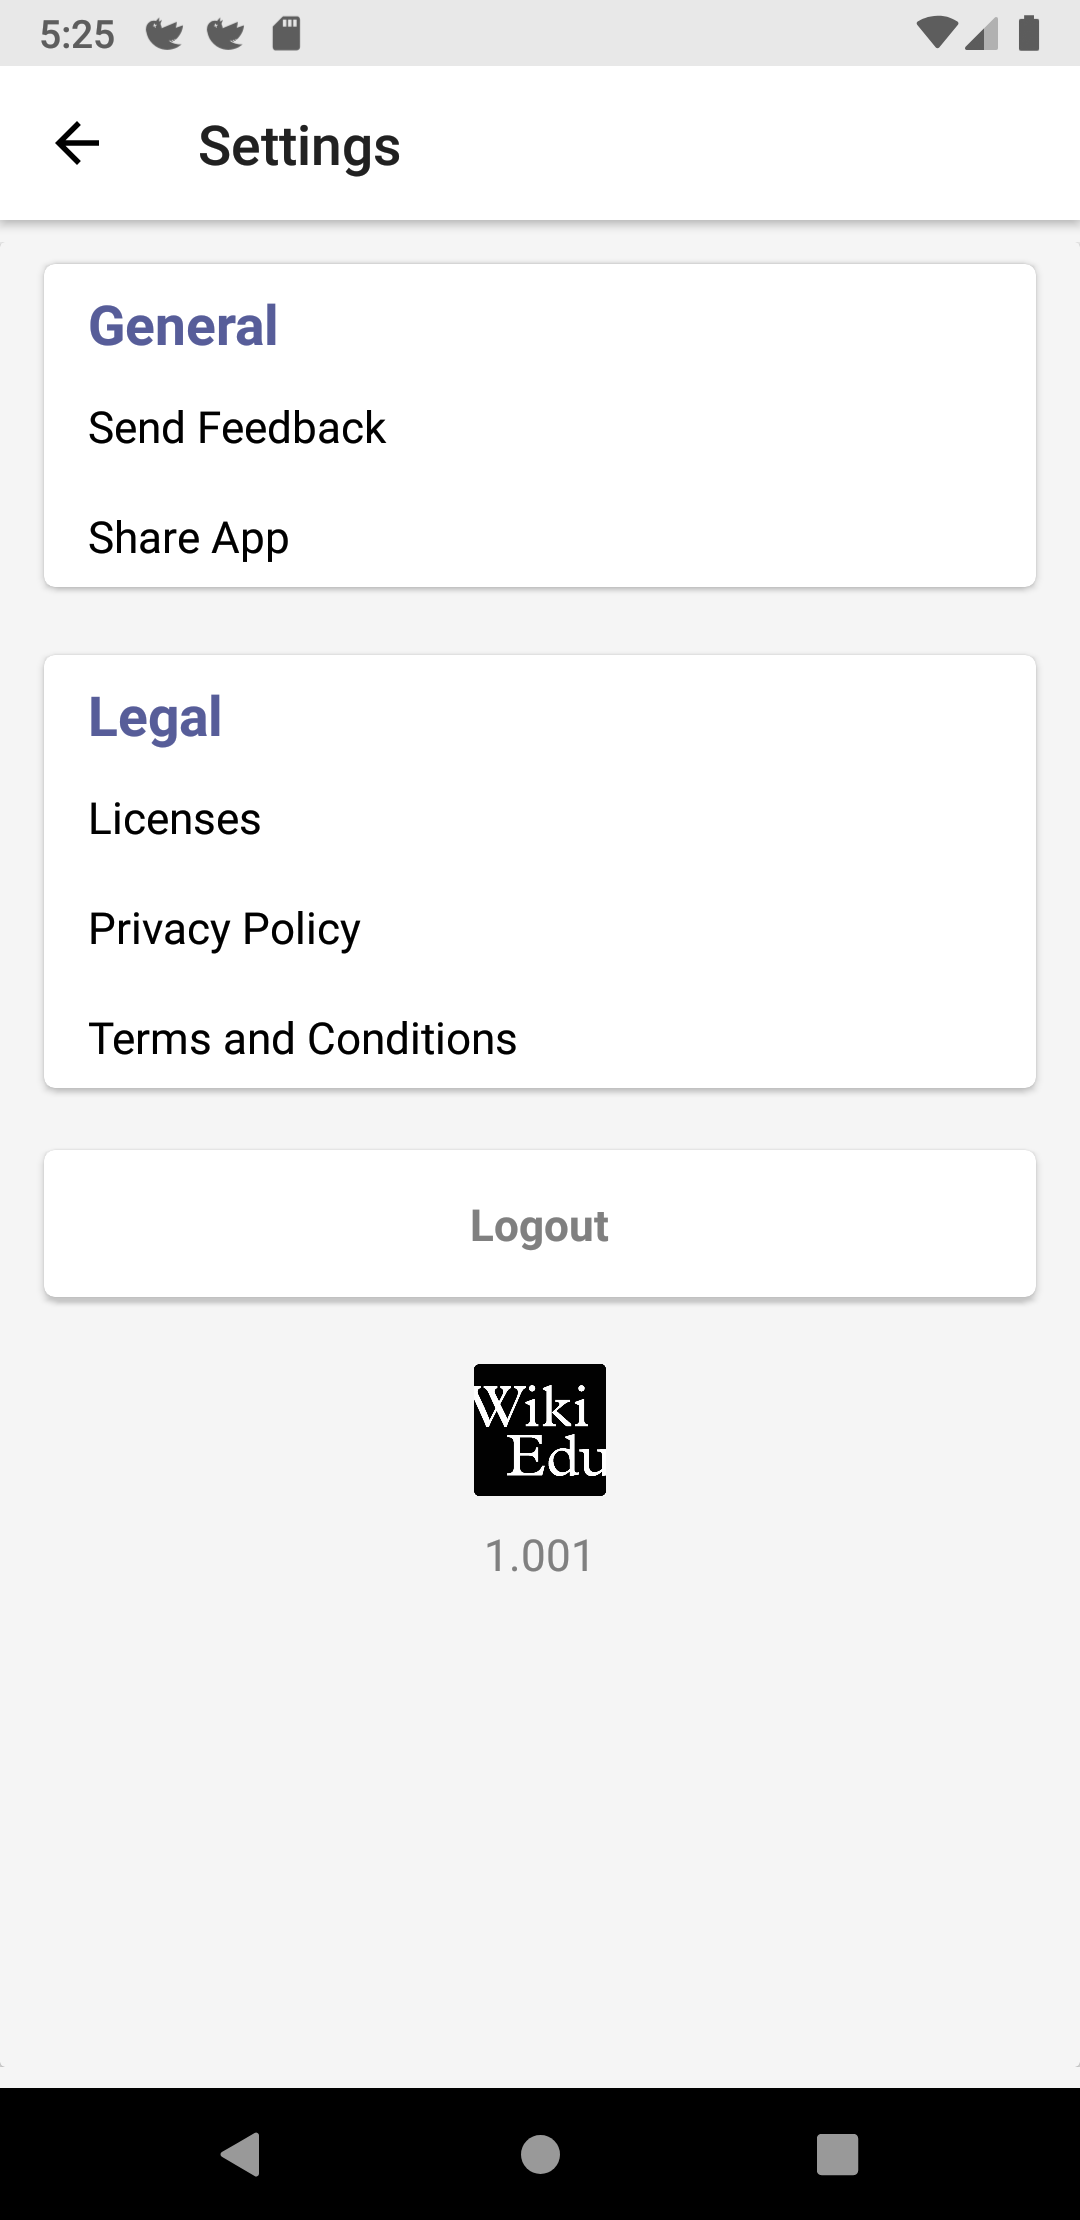 5:25
Settings
General
Send Feedback
Share App
Legal
Licenses
Privacy Policy
Terms and Conditions
Logout
Wiki
Edu
1.001